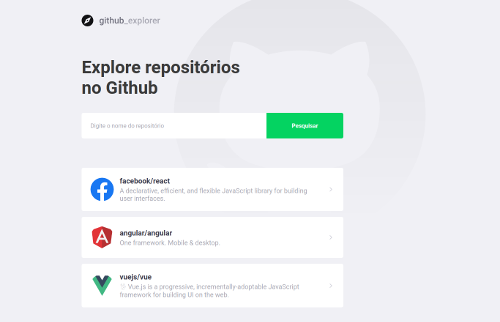 github_explorer
Explore repositórios
no Github
Digite o nome do repositório
Pesquisar
facebook/react
A declarative, efficient, and flexible JavaScript library for building
user interfaces.
angular/angular
One framework. Mobile & desktop.
vuejs/vue
Vue.js is a progressive, incrementally-adoptable JavaScript
framework for building UI on the web.